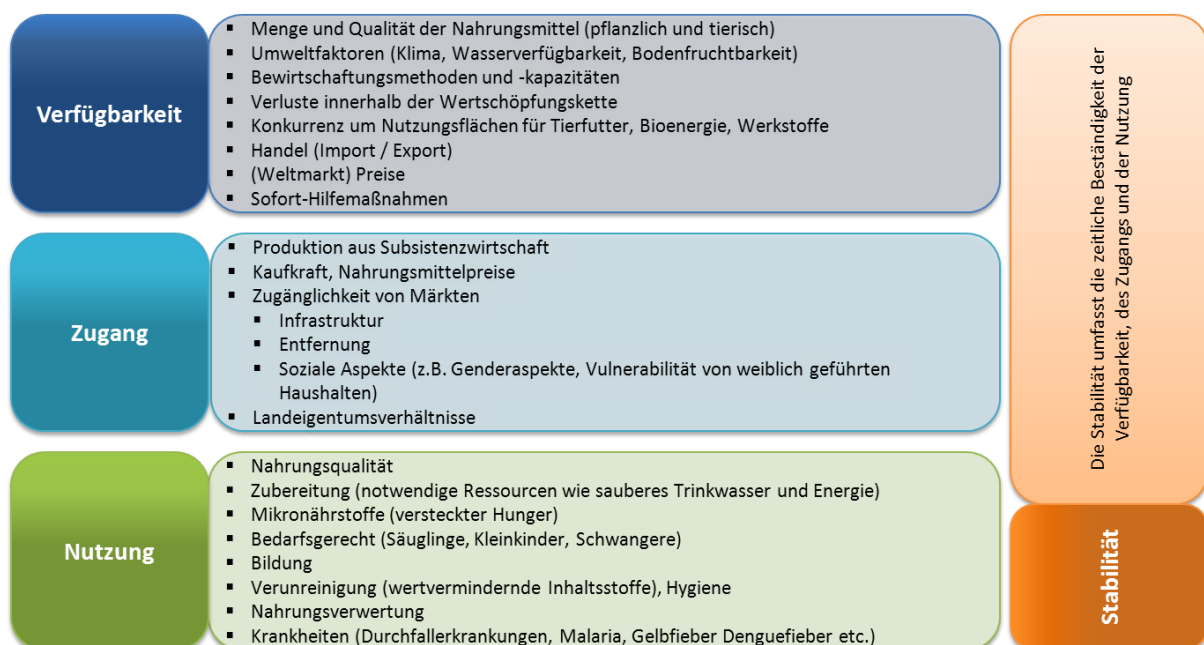 Verfügbarkeit
▪ Menge und Qualität der Nahrungsmittel (pflanzlich und tierisch)
▪ Umweltfaktoren (Klima, Wasserverfügbarkeit, Bodenfruchtbarkeit)
▪ Bewirtschaftungsmethoden und -kapazitäten
▪ Verluste innerhalb der Wertschöpfungskette
▪ Konkurrenz um Nutzungsflächen für Tierfutter, Bioenergie, Werkstoffe
▪ Handel (Import / Export)
▪ (Weltmarkt) Preise
▪ Sofort-Hilfemaßnahmen
Zugang
▪ Produktion aus Subsistenzwirtschaft
▪ Kaufkraft, Nahrungsmittelpreise
▪ Zugänglichkeit von Märkten
▪ Infrastruktur
▪ Entfernung
▪ Soziale Aspekte (z.B. Genderaspekte, Vulnerabilität von weiblich geführten
Haushalten)
▪ Landeigentumsverhältnisse
Nutzung
▪ Nahrungsqualität
▪ Zubereitung (notwendige Ressourcen wie sauberes Trinkwasser und Energie)
▪ Mikronährstoffe (versteckter Hunger)
▪ Bedarfsgerecht (Säuglinge, Kleinkinder, Schwangere)
▪ Bildung
▪ Verunreinigung (wertvermindernde Inhaltsstoffe), Hygiene
▪ Nahrungsverwertung
▪ Krankheiten (Durchfallerkrankungen, Malaria, Gelbfieber Denguefieber etc.)
Stabilität
Die Stabilität umfasst die zeitliche Beständigkeit der
Verfügbarkeit, des Zugangs und der Nutzung